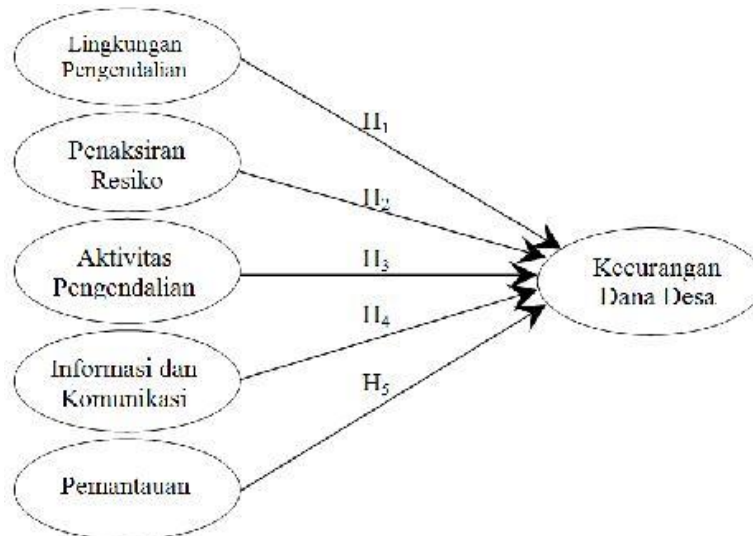 Lingkungan
Pengendalian
H₁
Penaksiran
Resiko
H₂
Aktivitas
Pengendalian
H₃
Kecurangan
Dana Desa
H₄
Informasi dan
Komunikasi
H₅
Pemantauan